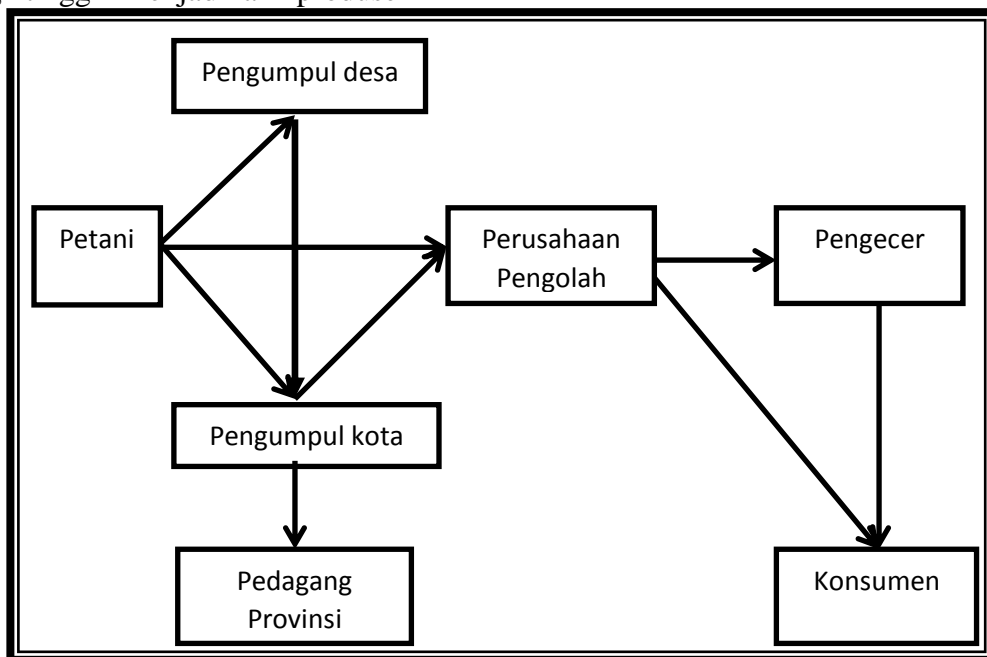 Pengumpul desa
Petani
Perusahaan
Pengolah
Pengecer
Pengumpul kota
Pedagang
Provinsi
Konsumen